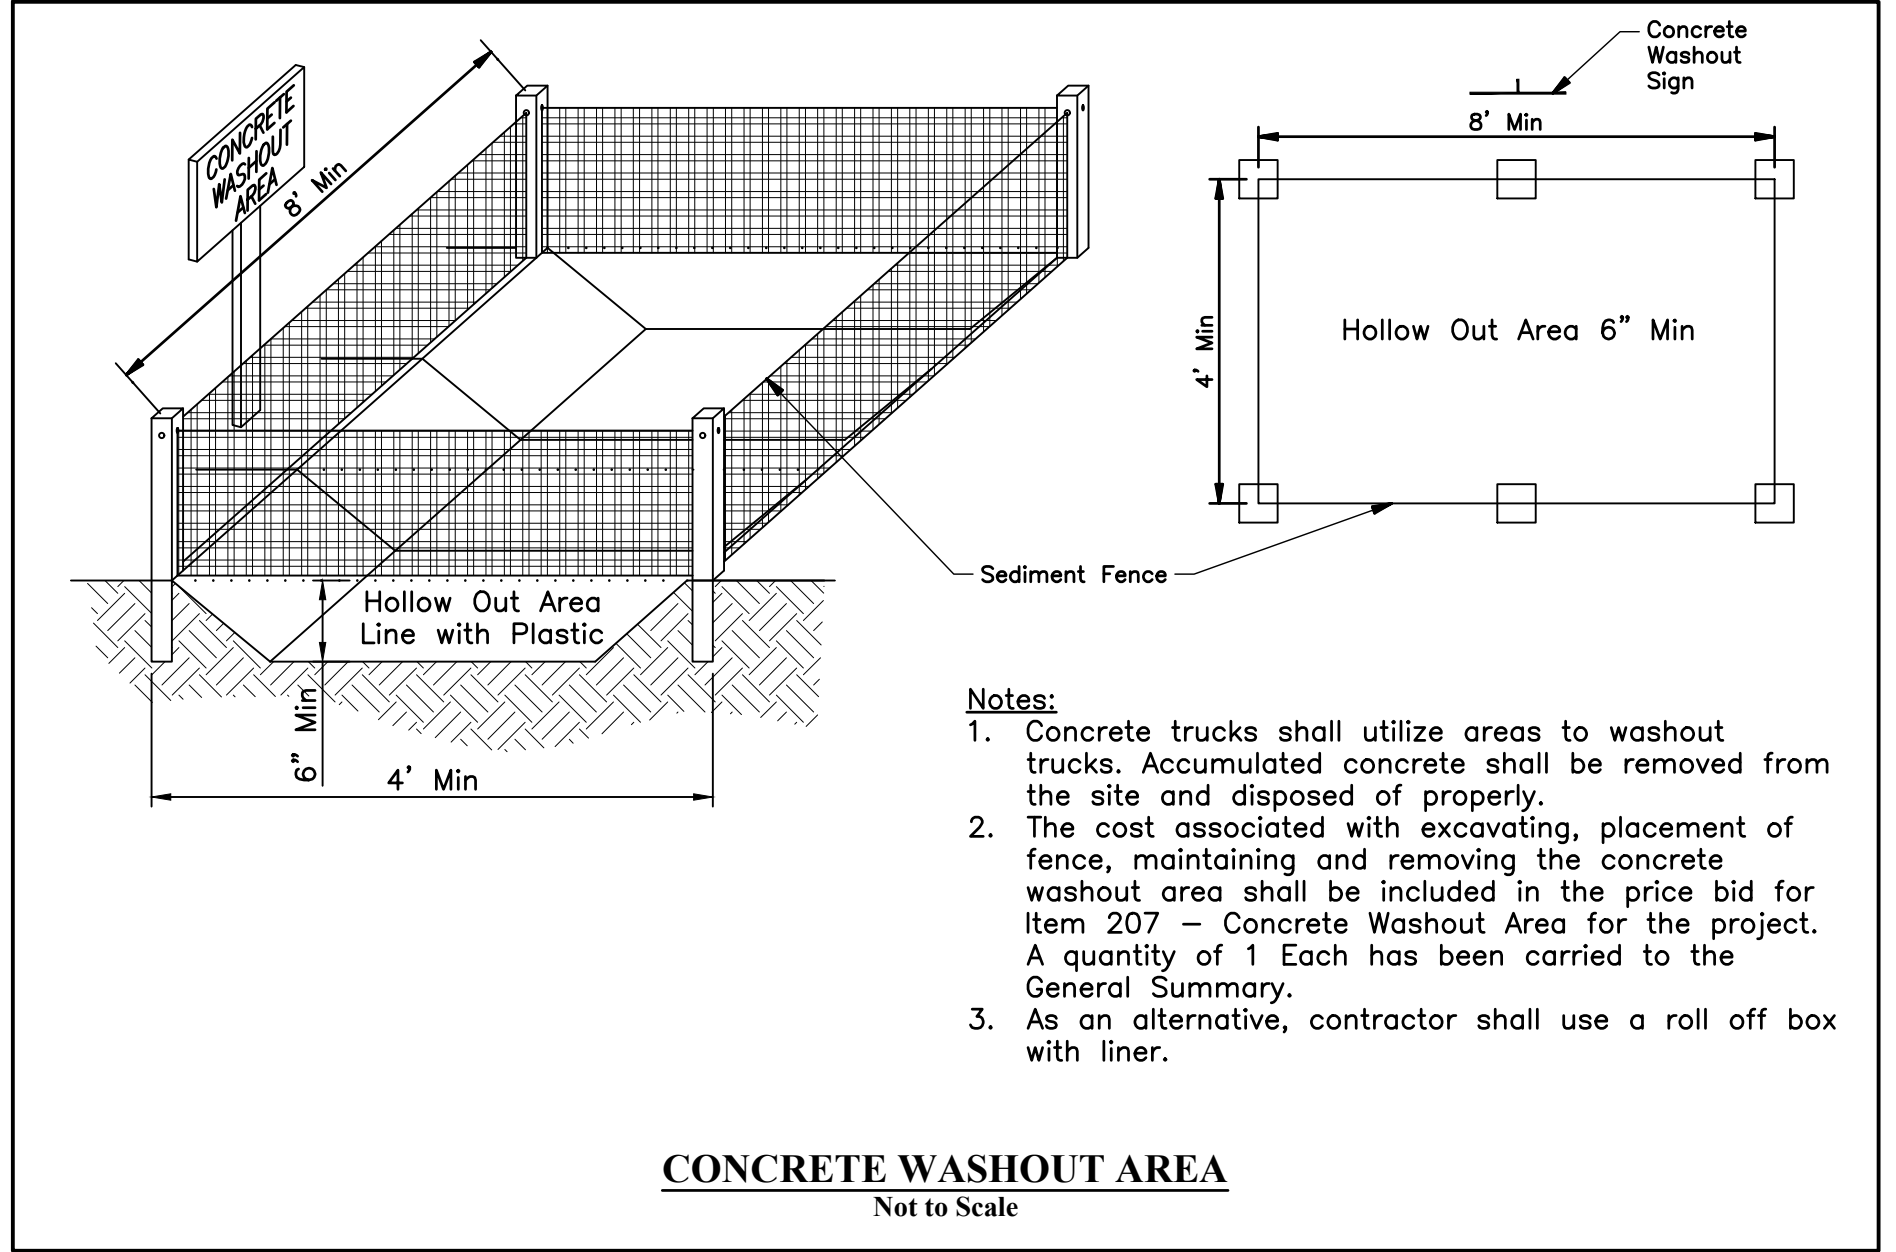 CONCRETE
WASHOUT
AREA
8' Min
Hollow Out Area
Line with Plastic
6" Min
4' Min
Concrete
Washout
Sign
8' Min
4' Min
Hollow Out Area 6" Min
Sediment Fence
Notes:
1. Concrete trucks shall utilize areas to washout
trucks. Accumulated concrete shall be removed from
the site and disposed of properly.
2. The cost associated with excavating, placement of
fence, maintaining and removing the concrete
washout area shall be included in the price bid for
Item 207 – Concrete Washout Area for the project.
A quantity of 1 Each has been carried to the
General Summary.
3. As an alternative, contractor shall use a roll off box
with liner.
CONCRETE WASHOUT AREA
Not to Scale